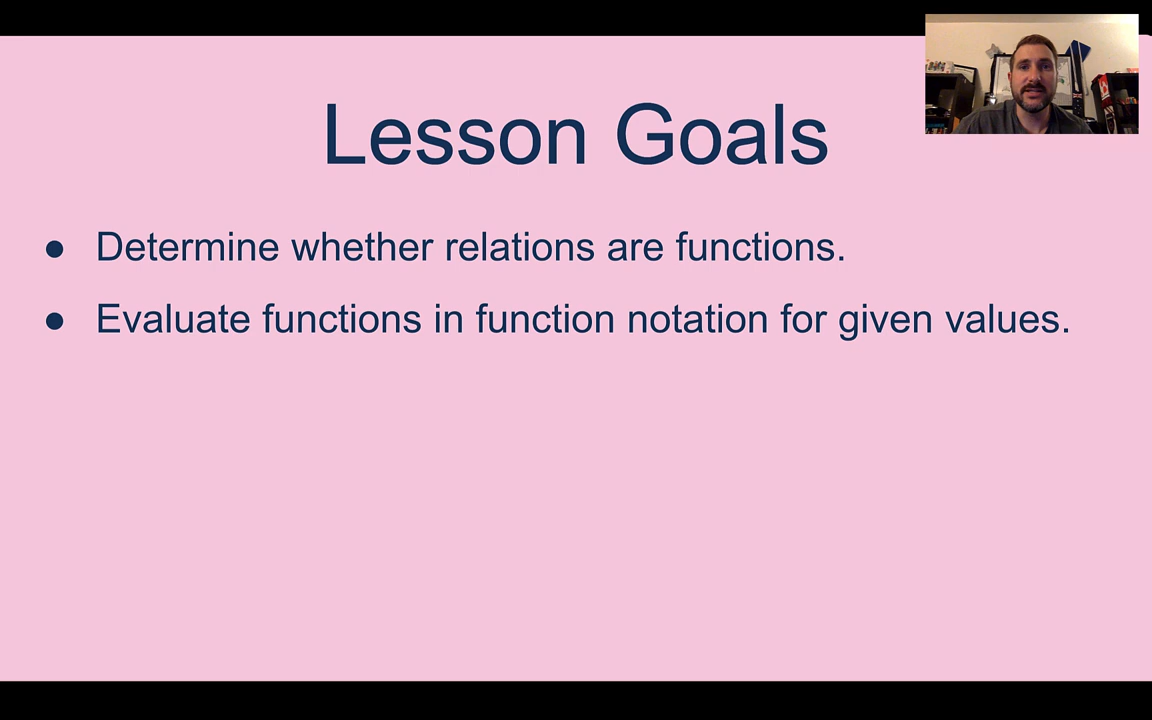 Lesson Goals
● Determine whether relations are functions.
● Evaluate functions in function notation for given values.